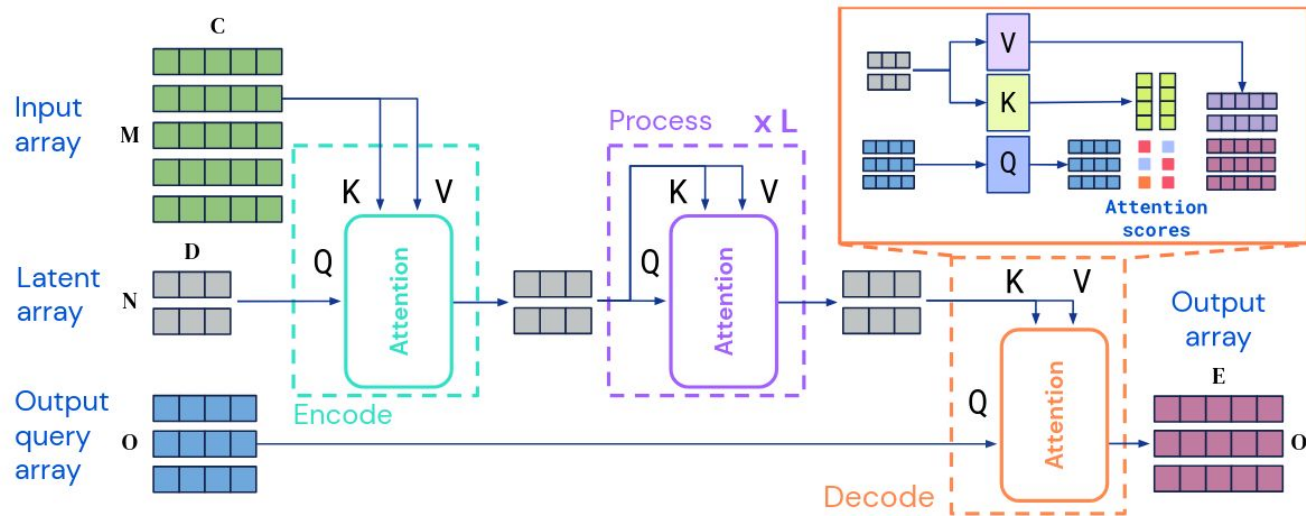 C
Input
array
M
D
Latent
array
N
Output
query
array
O
K
V
Q
Attention
Encode
Process
x L
K
V
Q
Attention
V
K
Q
Attention
scores
K
V
Q
Attention
Decode
Output
array
E
O